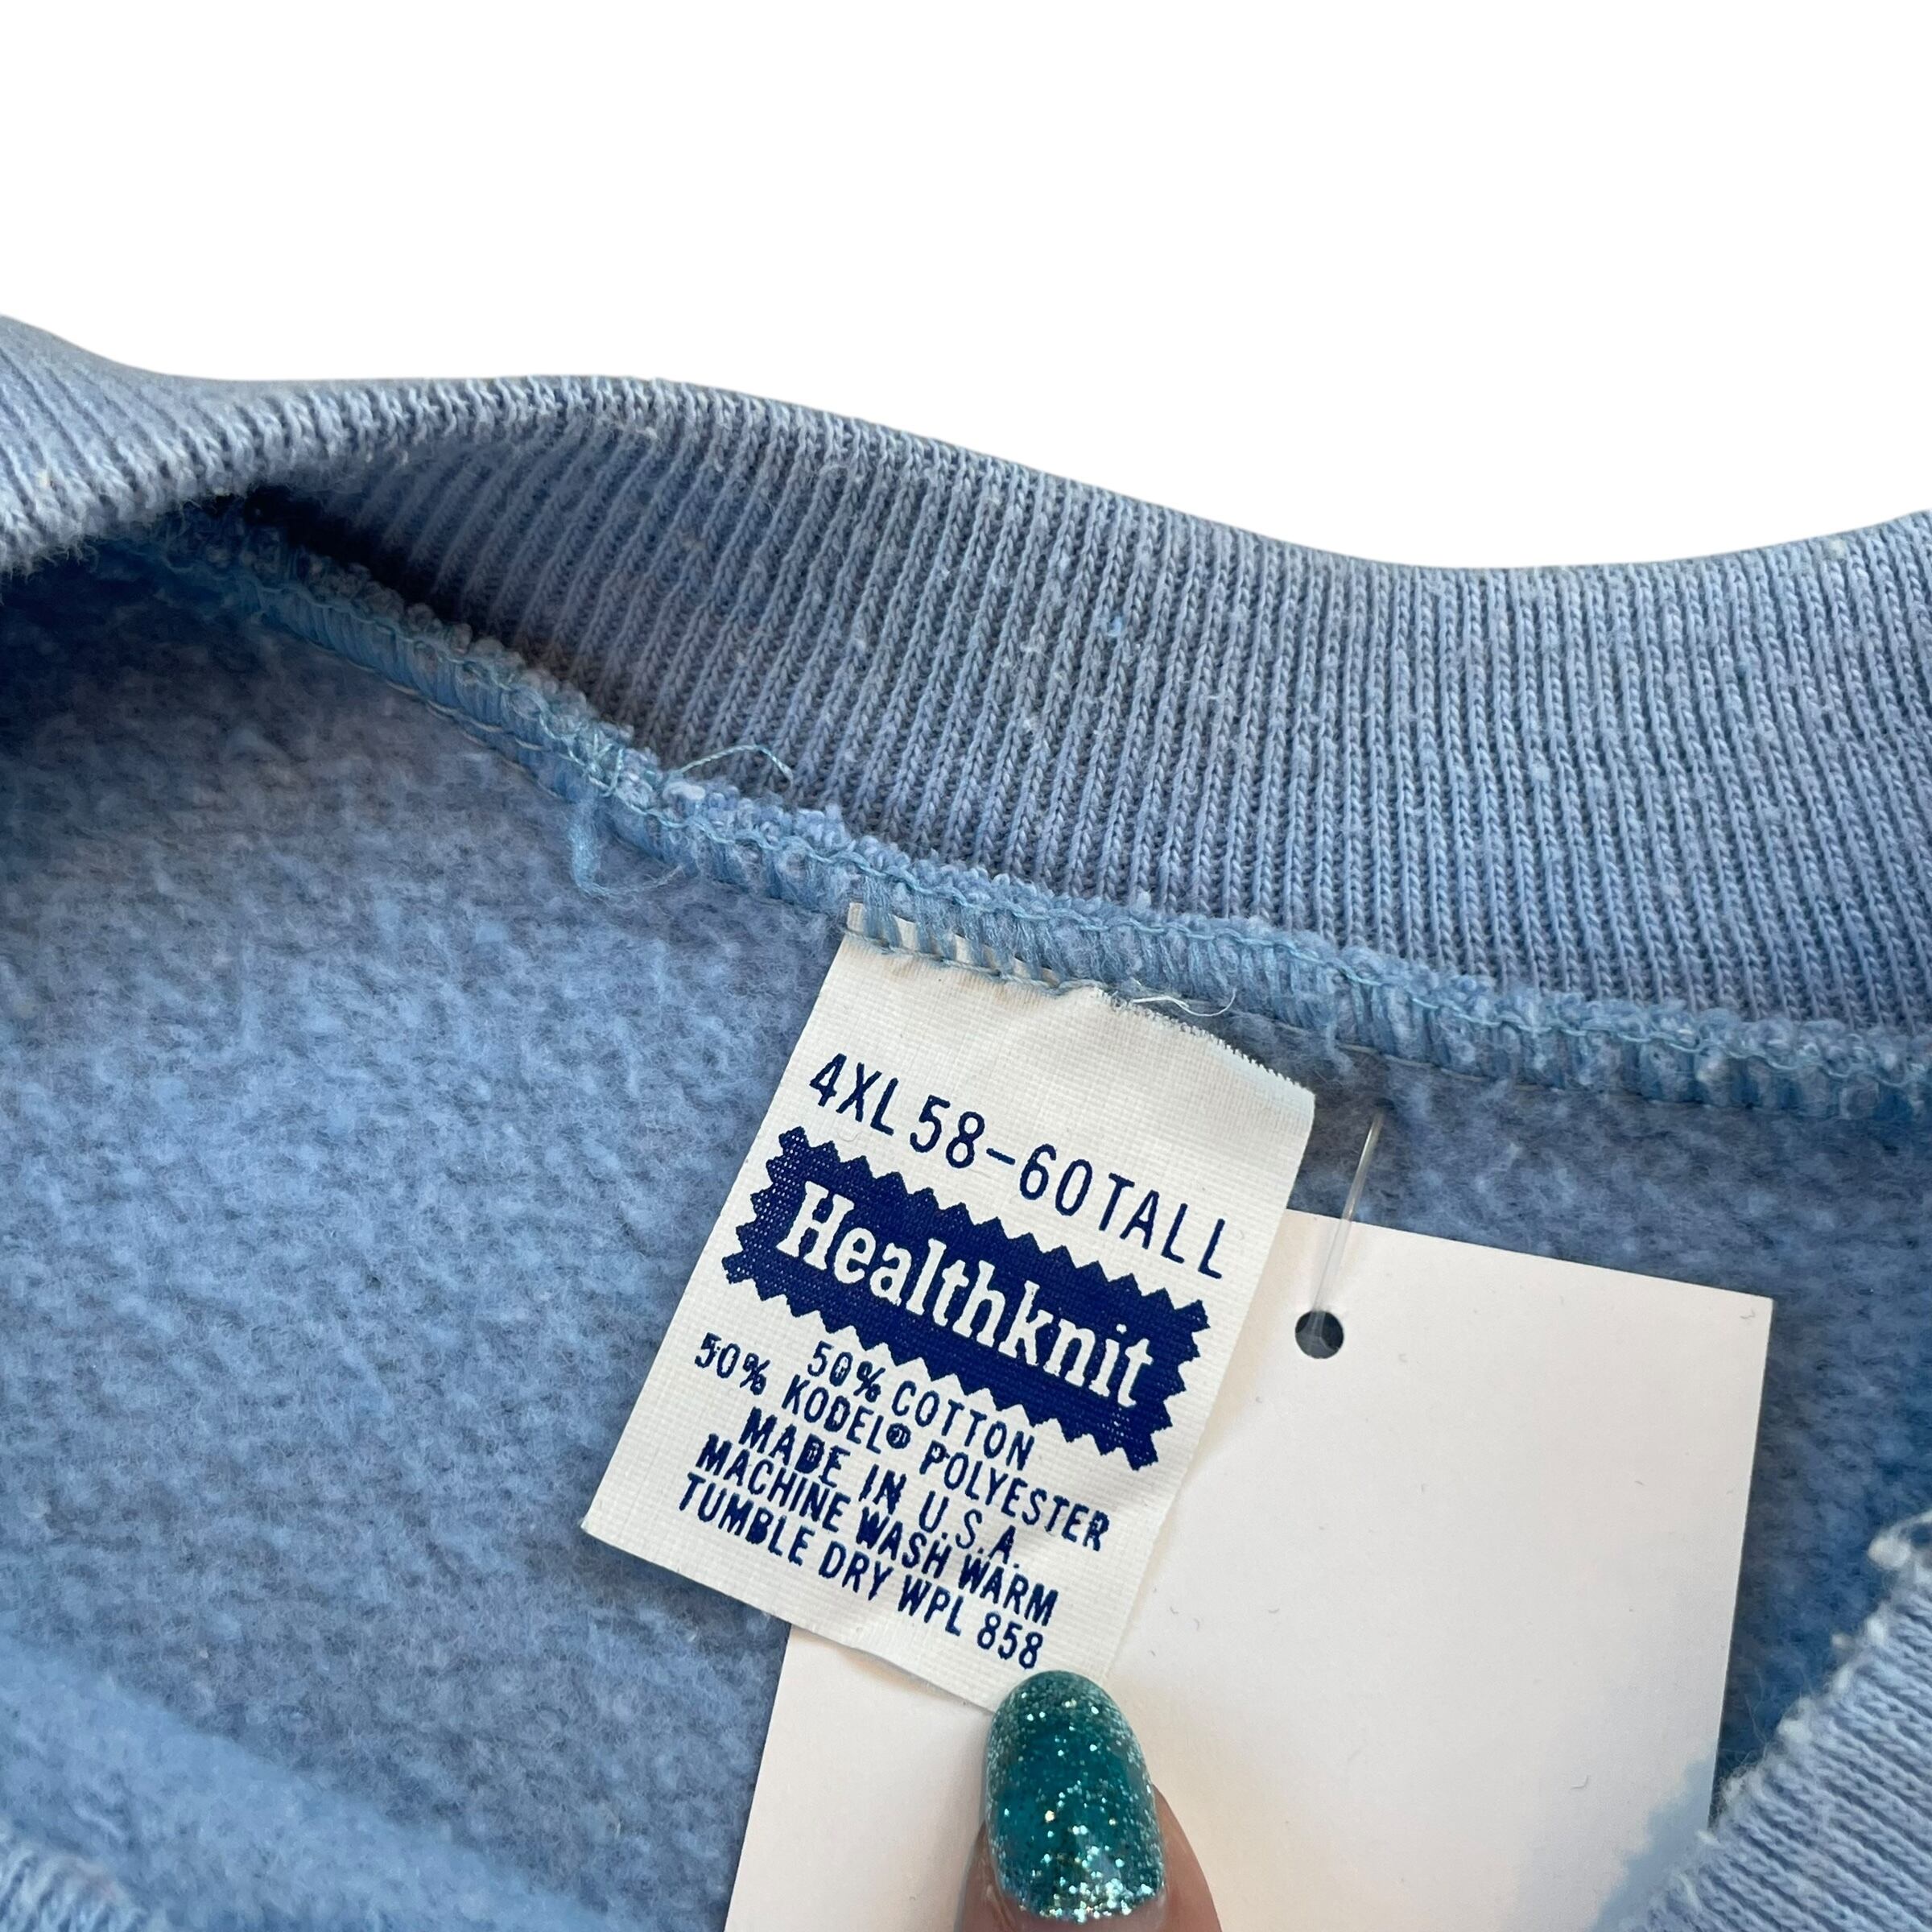 4XL 58-60 TALL
Healthknit
50% COTTON
50% KODEL® POLYESTER
MADE IN U.S.A.
MACHINE WASH WARM
TUMBLE DRY WPL 858